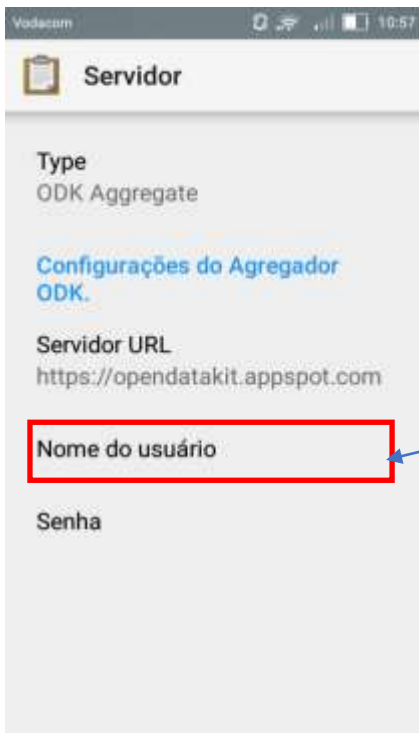 Vodacom 10:57
Servidor
Type
ODK Aggregate
Configurações do Agregador
ODK.
Servidor URL
https://opendatakit.appspot.com
Nome do usuário
Senha